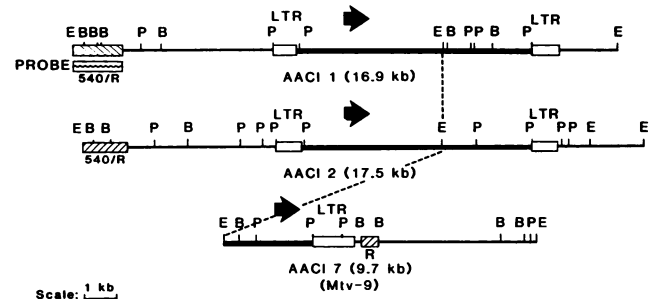 LTR LTR
E B B B B P B P P E B P P B P E
PROBE
540/R
AACI 1 (16.9 kb)
LTR LTR
E B B P B P P P P E P P P P E E
540/R
AACI 2 (17.5 kb)
LTR
E B P P P B B B B P E
R
AACI 7 (9.7 kb)
(Mtv-9)
Scale: 1 kb